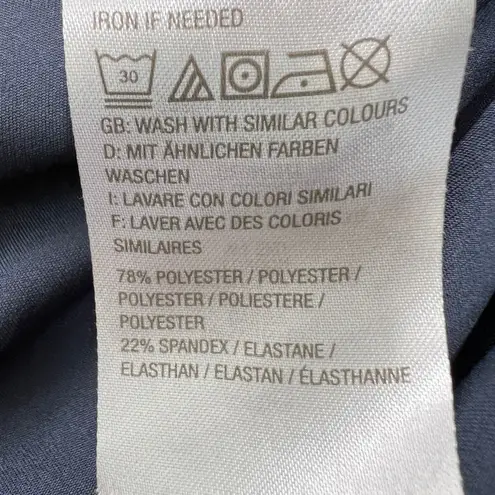 IRON IF NEEDED
30
GB: WASH WITH SIMILAR COLOURS
D: MIT ÄHNLICHEN FARBEN
WASCHEN
I: LAVARE CON COLORI SIMILARI
F: LAVER AVEC DES COLORIS
SIMILAIRES
78% POLYESTER / POLYESTER /
POLYESTER / POLIESTERE /
POLYESTER
22% SPANDEX / ELASTANE /
ELASTHAN / ELASTAN / ÉLASTHANNE